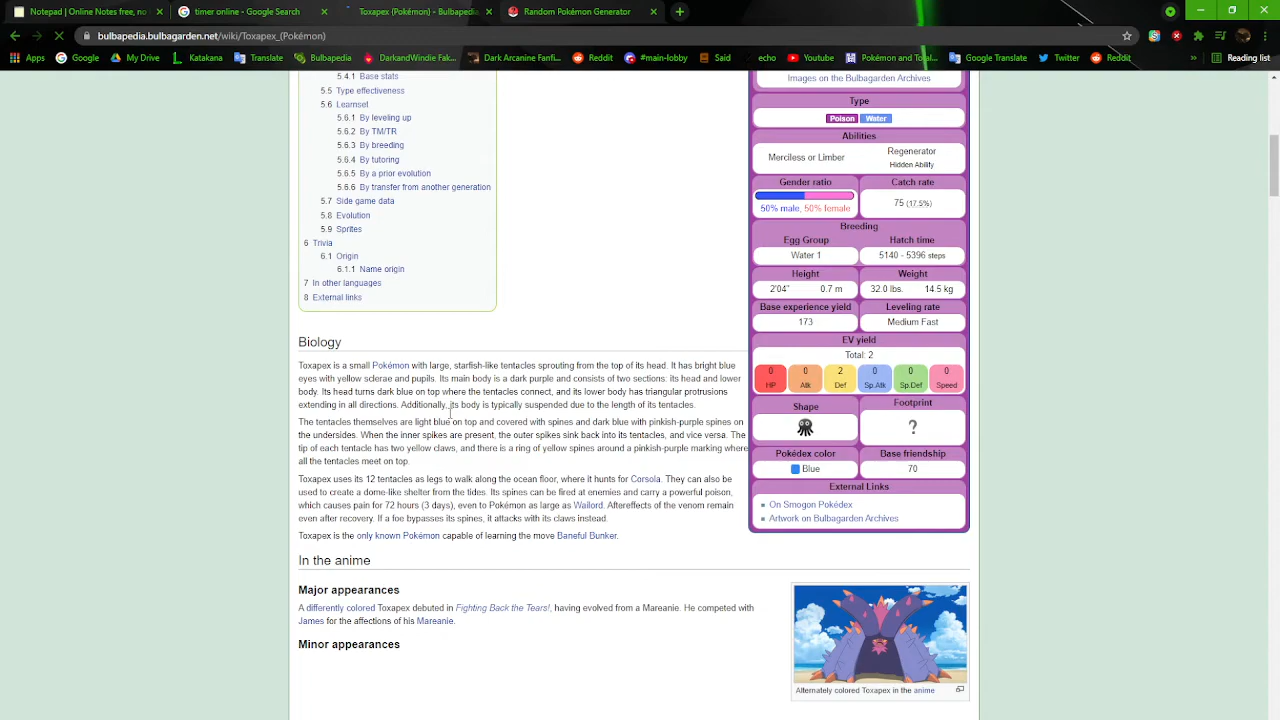 Notepad | Online Notes free, no
timer online - Google Search
Toxapex (Pokémon) - Bulbapedia,
Random Pokémon Generator
bulbapedia.bulbagarden.net/wiki/Toxapex_(Pokémon)
Apps
Google
My Drive
Katakana
Translate
Bulbapedia
DarkandWindie Fak...
Dark Arcanine Fanfi...
Reddit
#main-lobby
Said
echo
Youtube
Pokémon and Total...
Google Translate
Twitter
Reddit
»
Reading list
5.4.1 Base stats
5.5 Type effectiveness
5.6 Learnset
5.6.1 By leveling up
5.6.2 By TM/TR
5.6.3 By breeding
5.6.4 By tutoring
5.6.5 By a prior evolution
5.6.6 By transfer from another generation
5.7 Side game data
5.8 Evolution
5.9 Sprites
6 Trivia
6.1 Origin
6.1.1 Name origin
7 In other languages
8 External links
Images on the Bulbagarden Archives
Type
Poison Water
Abilities
Merciless or Limber
Regenerator
Hidden Ability
Gender ratio
50% male, 50% female
Catch rate
75 (17.5%)
Breeding
Egg Group
Water 1
Hatch time
5140 - 5396 steps
Height
2'04" 0.7 m
Weight
32.0 lbs. 14.5 kg
Base experience yield
173
Leveling rate
Medium Fast
EV yield
Total: 2
0 0 2 0 0 0
HP Atk Def Sp.Atk Sp.Def Speed
Shape
Footprint
?
Pokédex color
Blue
Base friendship
70
External Links
On Smogon Pokédex
Artwork on Bulbagarden Archives
Biology
Toxapex is a small Pokémon with large, starfish-like tentacles sprouting from the top of its head. It has bright blue
eyes with yellow sclerae and pupils. Its main body is a dark purple and consists of two sections: its head and lower
body. Its head turns dark blue on top where the tentacles connect, and its lower body has triangular protrusions
extending in all directions. Additionally, its body is typically suspended due to the length of its tentacles.
The tentacles themselves are light blue on top and covered with spines and dark blue with pinkish-purple spines on
the undersides. When the inner spikes are present, the outer spikes sink back into its tentacles, and vice versa. The
tip of each tentacle has two yellow claws, and there is a ring of yellow spines around a pinkish-purple marking where
all the tentacles meet on top.
Toxapex uses its 12 tentacles as legs to walk along the ocean floor, where it hunts for Corsola. They can also be
used to create a dome-like shelter from the tides. Its spines can be fired at enemies and carry a powerful poison,
which causes pain for 72 hours (3 days), even to Pokémon as large as Wailord. Aftereffects of the venom remain
even after recovery. If a foe bypasses its spines, it attacks with its claws instead.
Toxapex is the only known Pokémon capable of learning the move Baneful Bunker.
In the anime
Major appearances
A differently colored Toxapex debuted in Fighting Back the Tears!, having evolved from a Mareanie. He competed with
James for the affections of his Mareanie.
Minor appearances
Alternately colored Toxapex in the anime